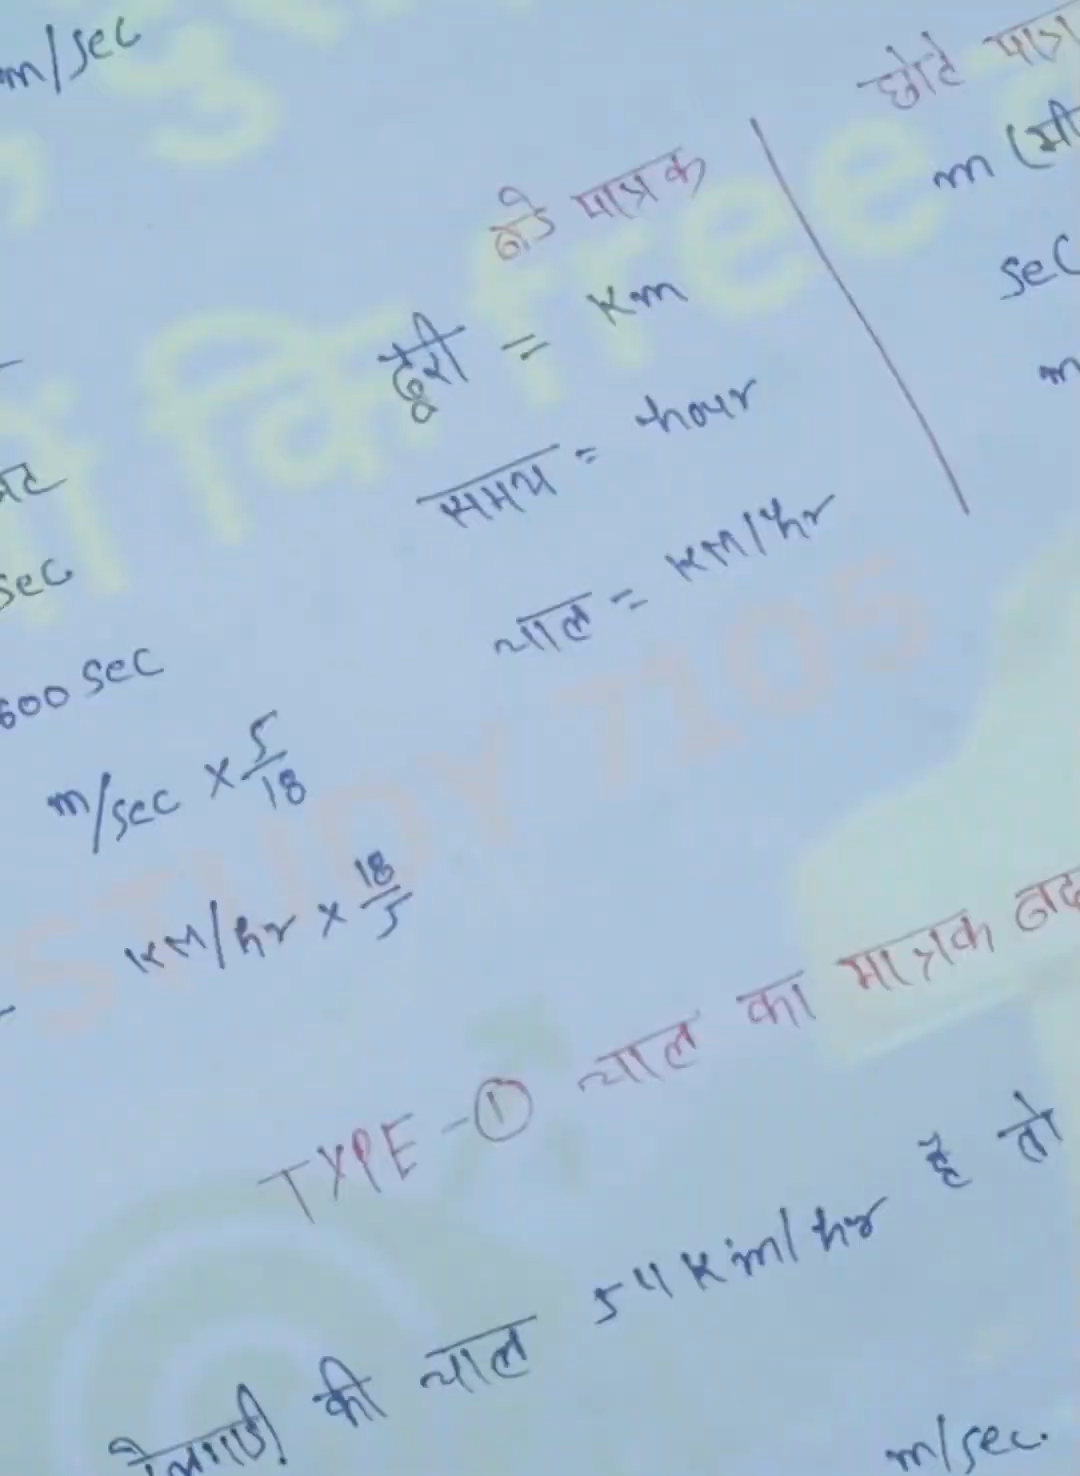 m/sec
छोटे
बडे मात्रक
m (मी
दूरी = Km
sec
समय = hour
m
sec
चाल = KM/hr
600 sec
m/sec × 5/18
KM/hr × 18/5
TYPE-① चाल का मात्रक बद
रेलगाडी की चाल 54 Km/hr है तो
m/sec.